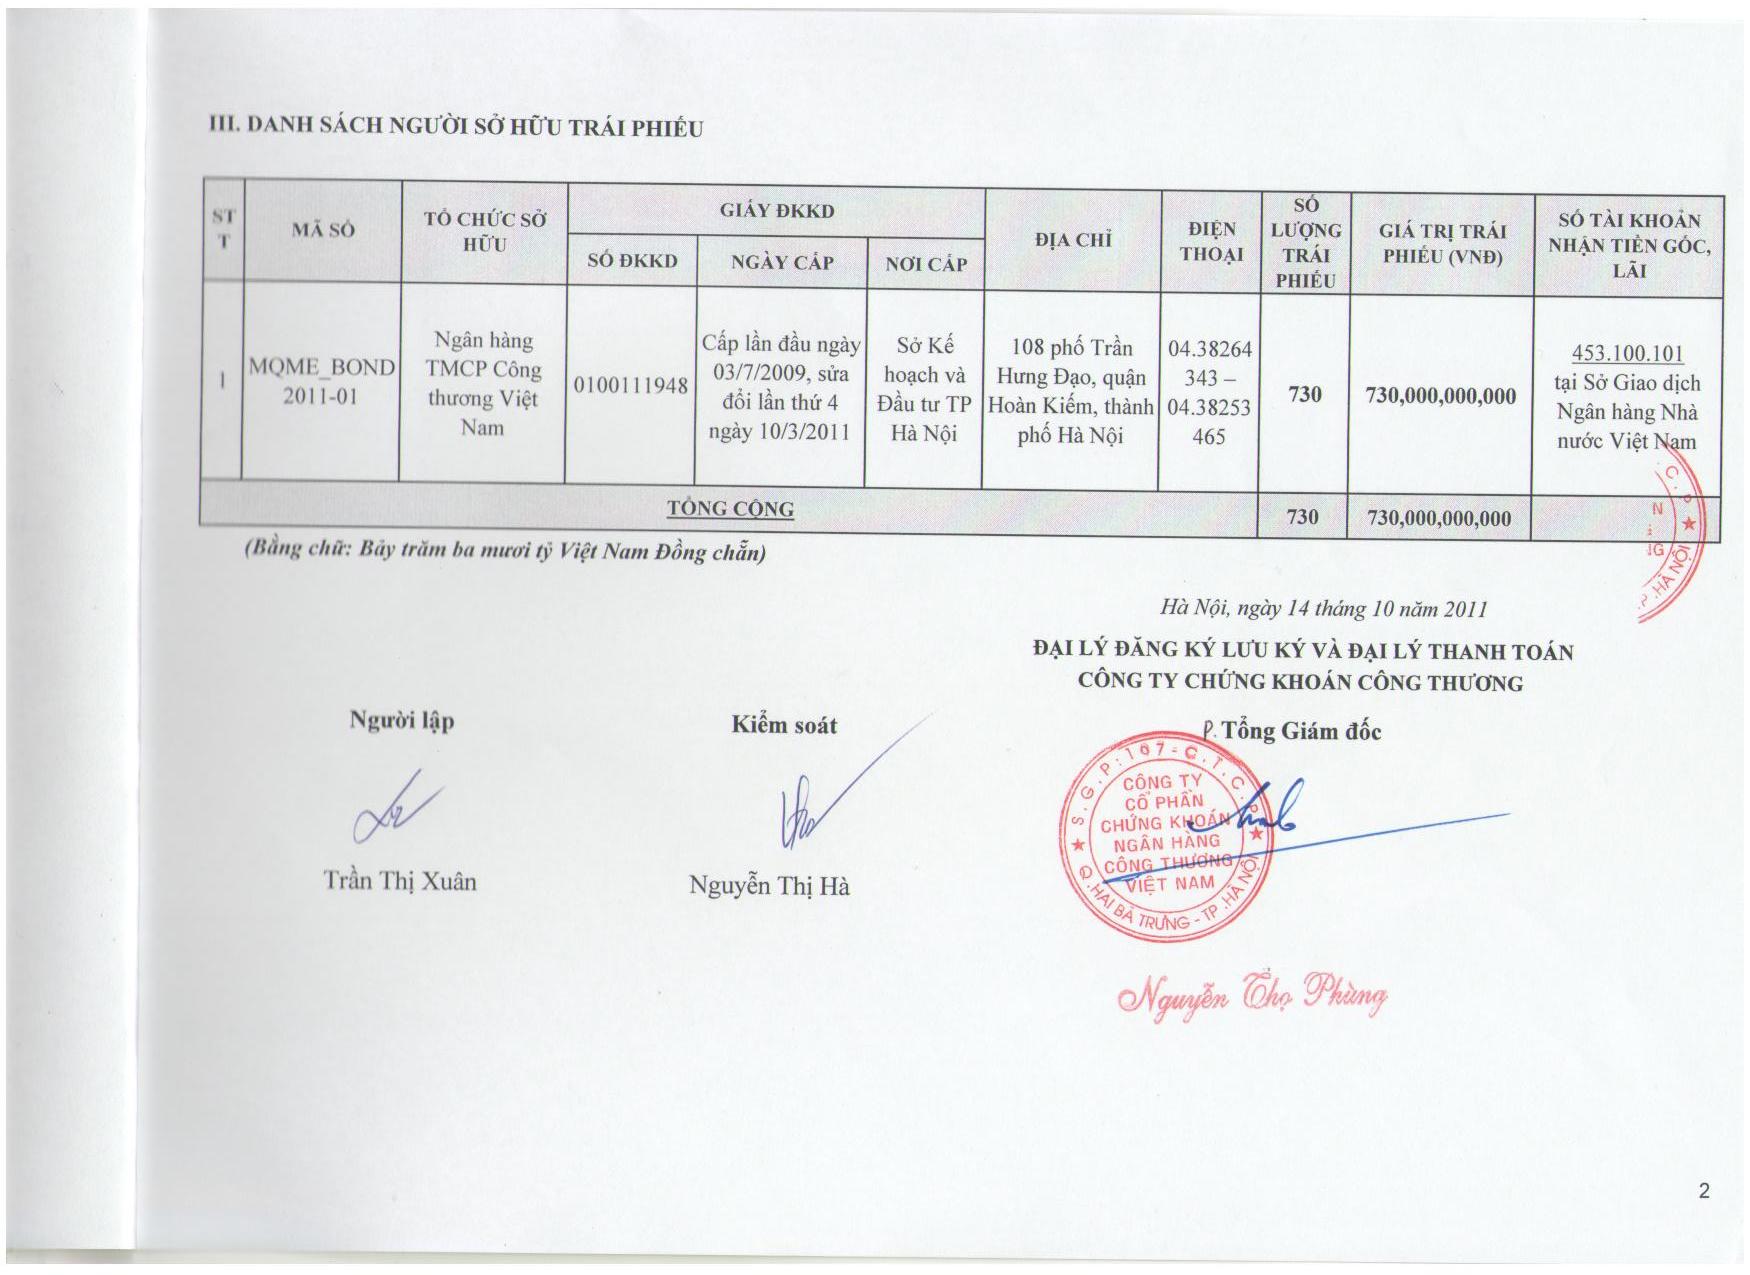 III. DANH SÁCH NGƯỜI SỞ HỮU TRÁI PHIẾU
ST
T
MÃ SỐ
TỔ CHỨC SỞ
HỮU
GIẤY ĐKKD
SỐ ĐKKD
NGÀY CẤP
NƠI CẤP
ĐỊA CHỈ
ĐIỆN
THOẠI
SỐ
LƯỢNG
TRÁI
PHIẾU
GIÁ TRỊ TRÁI
PHIẾU (VNĐ)
SỐ TÀI KHOẢN
NHẬN TIỀN GỐC,
LÃI
1
MQME_BOND
2011-01
Ngân hàng
TMCP Công
thương Việt
Nam
0100111948
Cấp lần đầu ngày
03/7/2009, sửa
đổi lần thứ 4
ngày 10/3/2011
Sở Kế
hoạch và
Đầu tư TP
Hà Nội
108 phố Trần
Hưng Đạo, quận
Hoàn Kiếm, thành
phố Hà Nội
04.38264
343 –
04.38253
465
730
730,000,000,000
453.100.101
tại Sở Giao dịch
Ngân hàng Nhà
nước Việt Nam
TỔNG CỘNG
730
730,000,000,000
(Bằng chữ: Bảy trăm ba mươi tỷ Việt Nam Đồng chẵn)
C.P ★
P.HÀ NỘI
Hà Nội, ngày 14 tháng 10 năm 2011
ĐẠI LÝ ĐĂNG KÝ LƯU KÝ VÀ ĐẠI LÝ THANH TOÁN
CÔNG TY CHỨNG KHOÁN CÔNG THƯƠNG
Người lập
Kiểm soát
P. Tổng Giám đốc
S.G.P:107-C.T.C.P
CÔNG TY
CỔ PHẦN
CHỨNG KHOÁN
NGÂN HÀNG
CÔNG THƯƠNG
VIỆT NAM
Q.HAI BÀ TRƯNG - TP.HÀ NỘI
Trần Thị Xuân
Nguyễn Thị Hà
Nguyễn Thọ Phùng
2